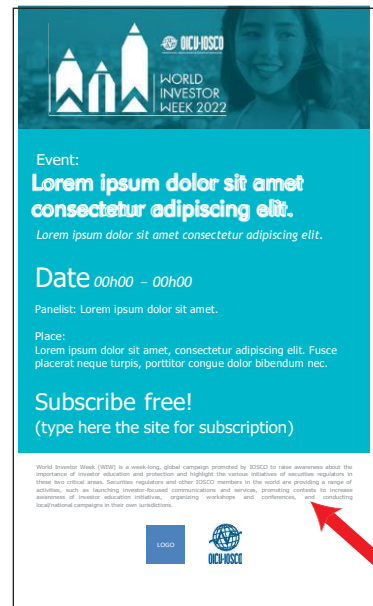 OICU-IOSCO
WORLD
INVESTOR
WEEK 2022
Event:
Lorem ipsum dolor sit amet
consectetur adipiscing elit.
Lorem ipsum dolor sit amet consectetur adipiscing elit.
Date 00h00 – 00h00
Panelist: Lorem ipsum dolor sit amet.
Place:
Lorem ipsum dolor sit amet, consectetur adipiscing elit. Fusce
placerat neque turpis, porttitor congue dolor bibendum nec.
Subscribe free!
(type here the site for subscription)
World Investor Week (WIW) is a week-long, global campaign promoted by IOSCO to raise awareness about the
importance of investor education and protection and highlight the various initiatives of securities regulators in
these two critical areas. Securities regulators and other IOSCO members in the world are providing a range of
activities, such as launching investor-focused communications and services, promoting contests to increase
awareness of investor education initiatives, organizing workshops and conferences, and conducting
local/national campaigns in their own jurisdictions.
LOGO
OICU-IOSCO